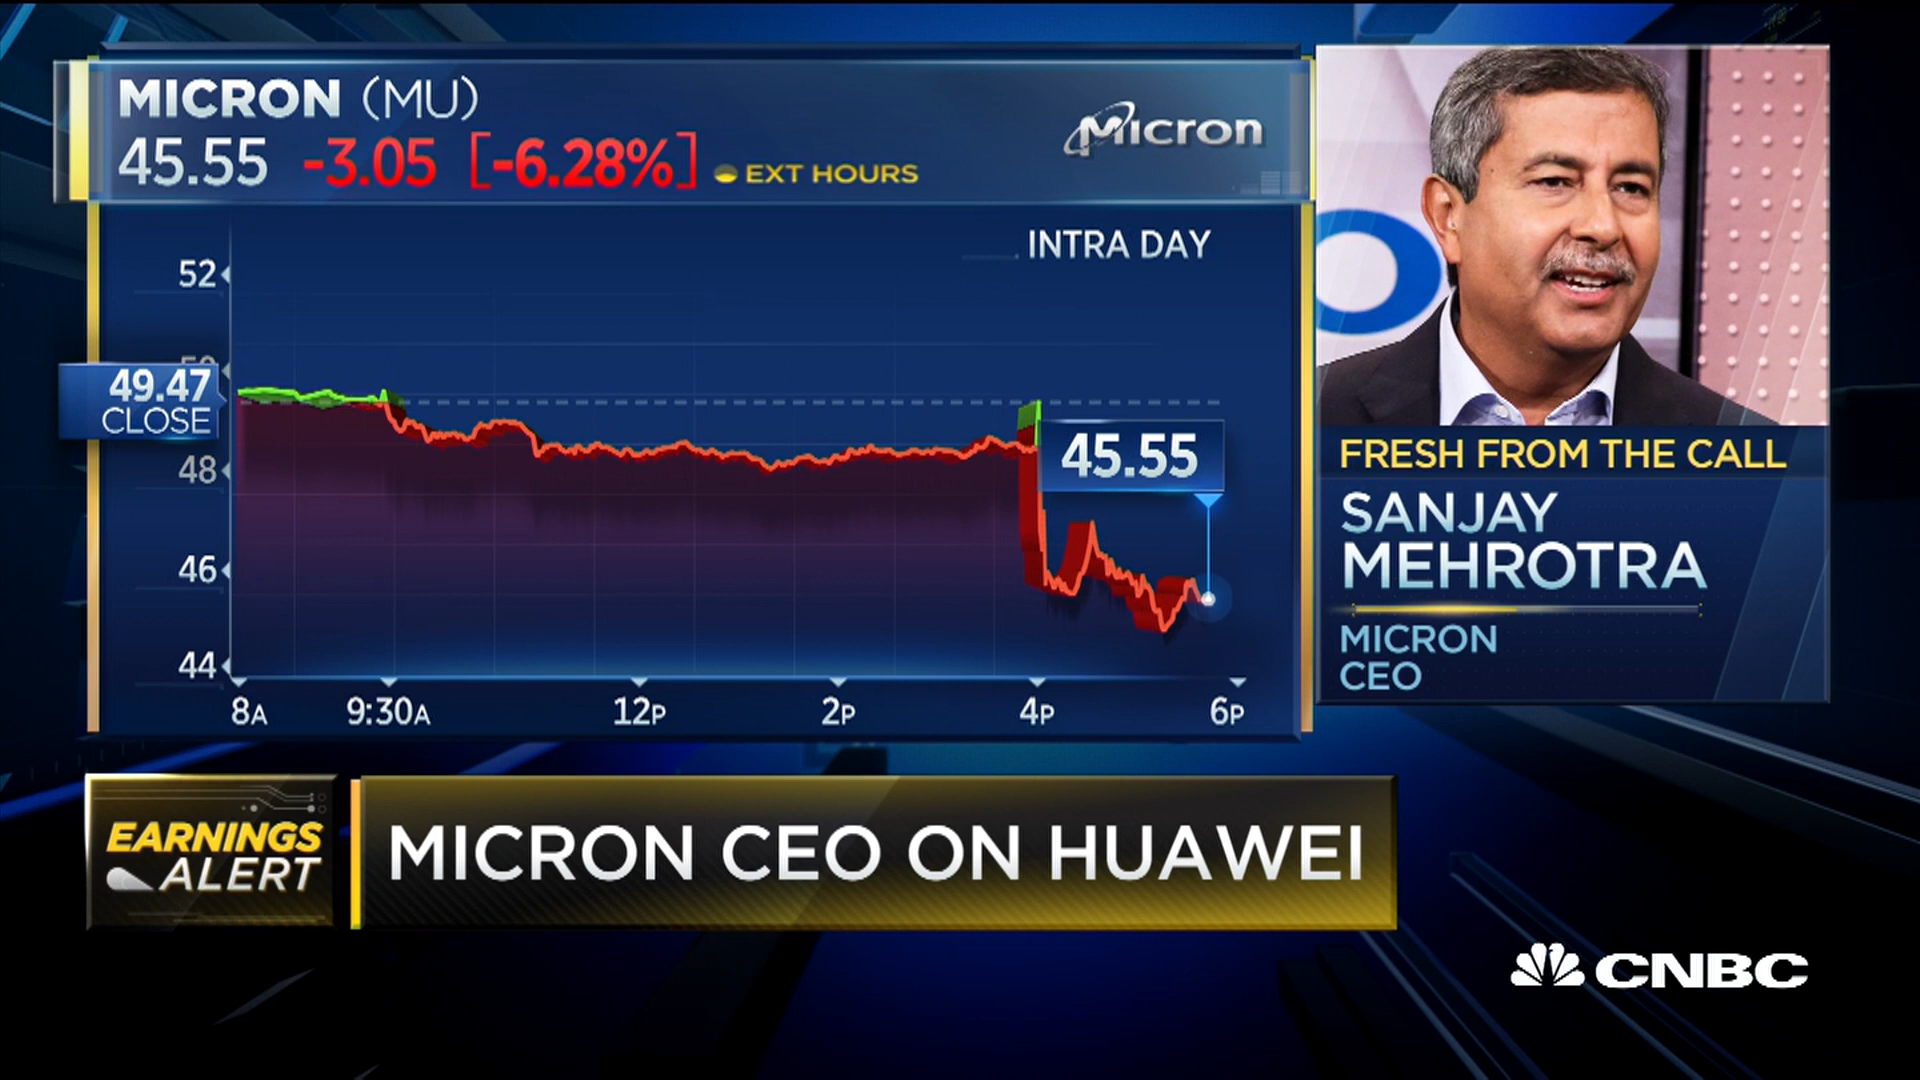 MICRON (MU)
45.55 -3.05 [-6.28%] EXT HOURS
Micron
INTRA DAY
52
50
49.47
CLOSE
48
46
44
45.55
8A 9:30A 12P 2P 4P 6P
FRESH FROM THE CALL
SANJAY
MEHROTRA
MICRON
CEO
EARNINGS
ALERT
MICRON CEO ON HUAWEI
CNBC